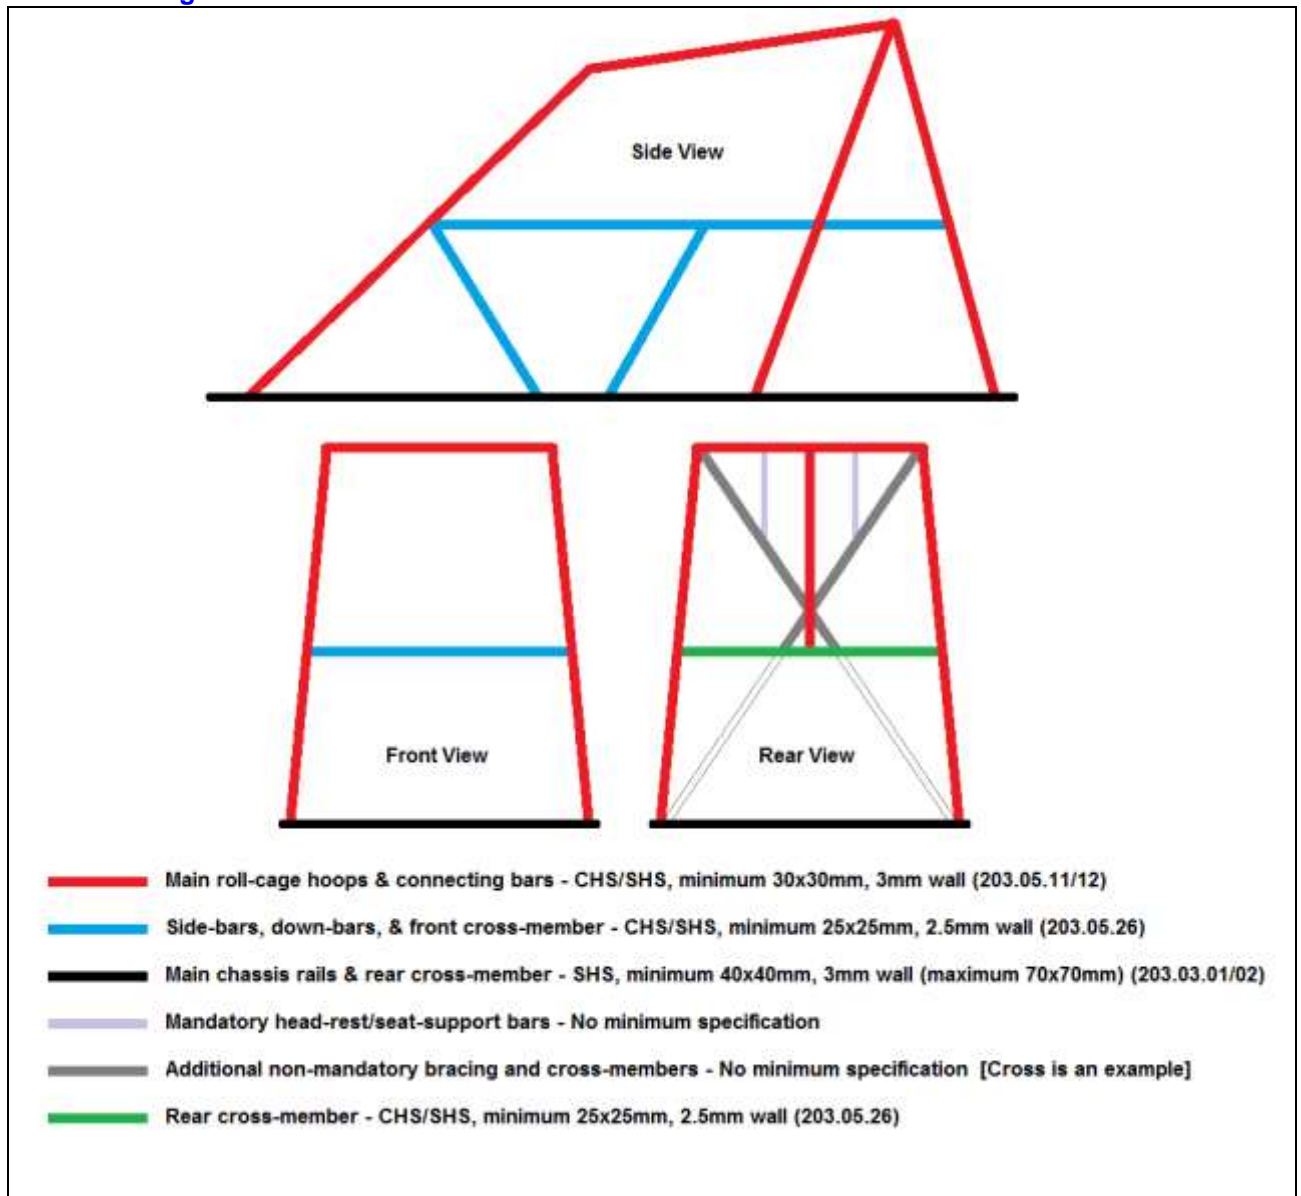 Side View
Front View
Rear View
Main roll-cage hoops & connecting bars - CHS/SHS, minimum 30x30mm, 3mm wall (203.05.11/12)
Side-bars, down-bars, & front cross-member - CHS/SHS, minimum 25x25mm, 2.5mm wall (203.05.26)
Main chassis rails & rear cross-member - SHS, minimum 40x40mm, 3mm wall (maximum 70x70mm) (203.03.01/02)
Mandatory head-rest/seat-support bars - No minimum specification
Additional non-mandatory bracing and cross-members - No minimum specification [Cross is an example]
Rear cross-member - CHS/SHS, minimum 25x25mm, 2.5mm wall (203.05.26)